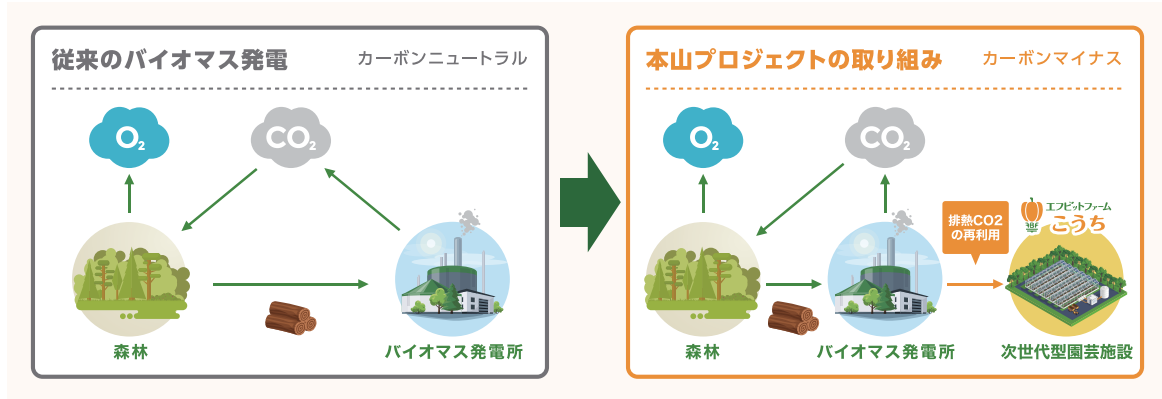 従来のバイオマス発電
カーボンニュートラル
O2
CO2
森林
バイオマス発電所
本山プロジェクトの取り組み
カーボンマイナス
O2
CO2
排熱CO2
の再利用
エフビットファーム
こうち
森林
バイオマス発電所
次世代型園芸施設